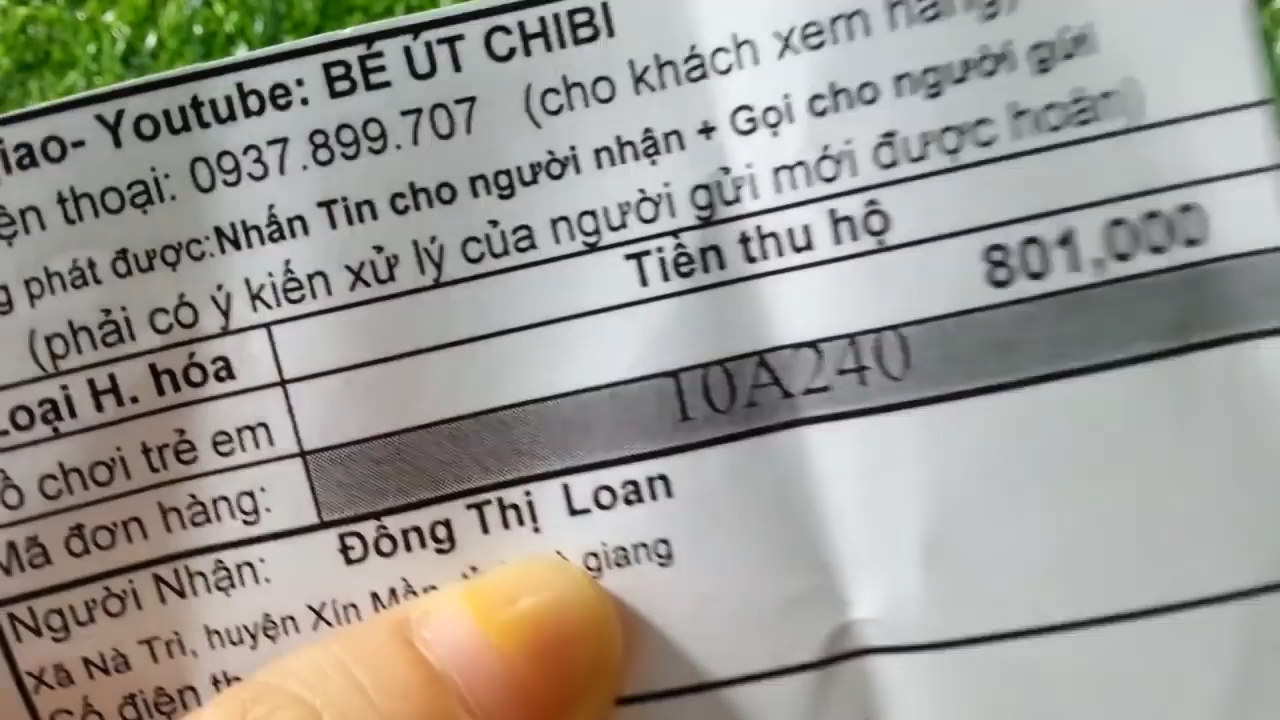 iao- Youtube: BÉ ÚT CHIBI
ện thoại: 0937.899.707 (cho khách xem hàng)
g phát được:Nhấn Tin cho người nhận + Gọi cho người gửi
(phải có ý kiến xử lý của người gửi mới được hoàn)
Loại H. hóa Tiền thu hộ
ồ chơi trẻ em 801,000
Mã đơn hàng: 10A240
Người Nhận: Đồng Thị Loan
Xã Nà Trì, huyện Xín Mần, giang
Số điện th